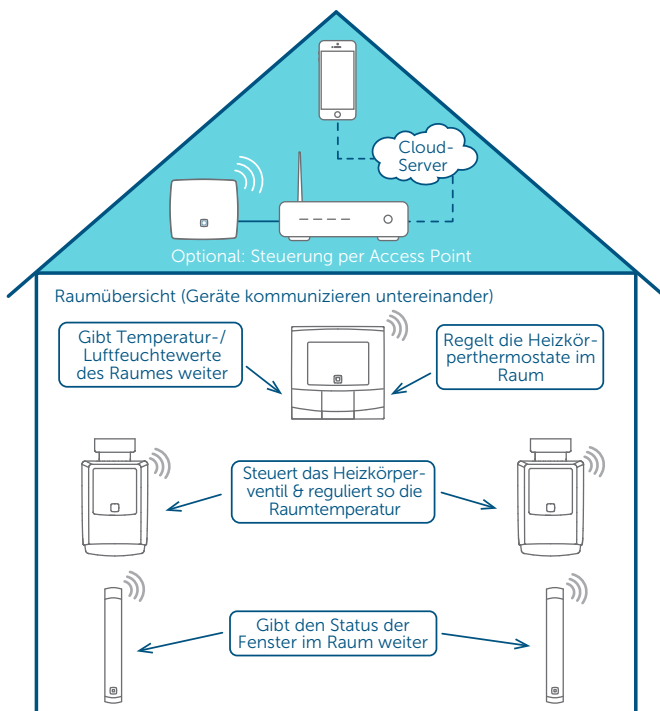 Cloud-
Server
Optional: Steuerung per Access Point
Raumübersicht (Geräte kommunizieren untereinander)
Gibt Temperatur-/
Luftfeuchtewerte
des Raumes weiter
Regelt die Heizkör-
perthermostate im
Raum
Steuert das Heizkörper-
ventil & reguliert so die
Raumtemperatur
Gibt den Status der
Fenster im Raum weiter